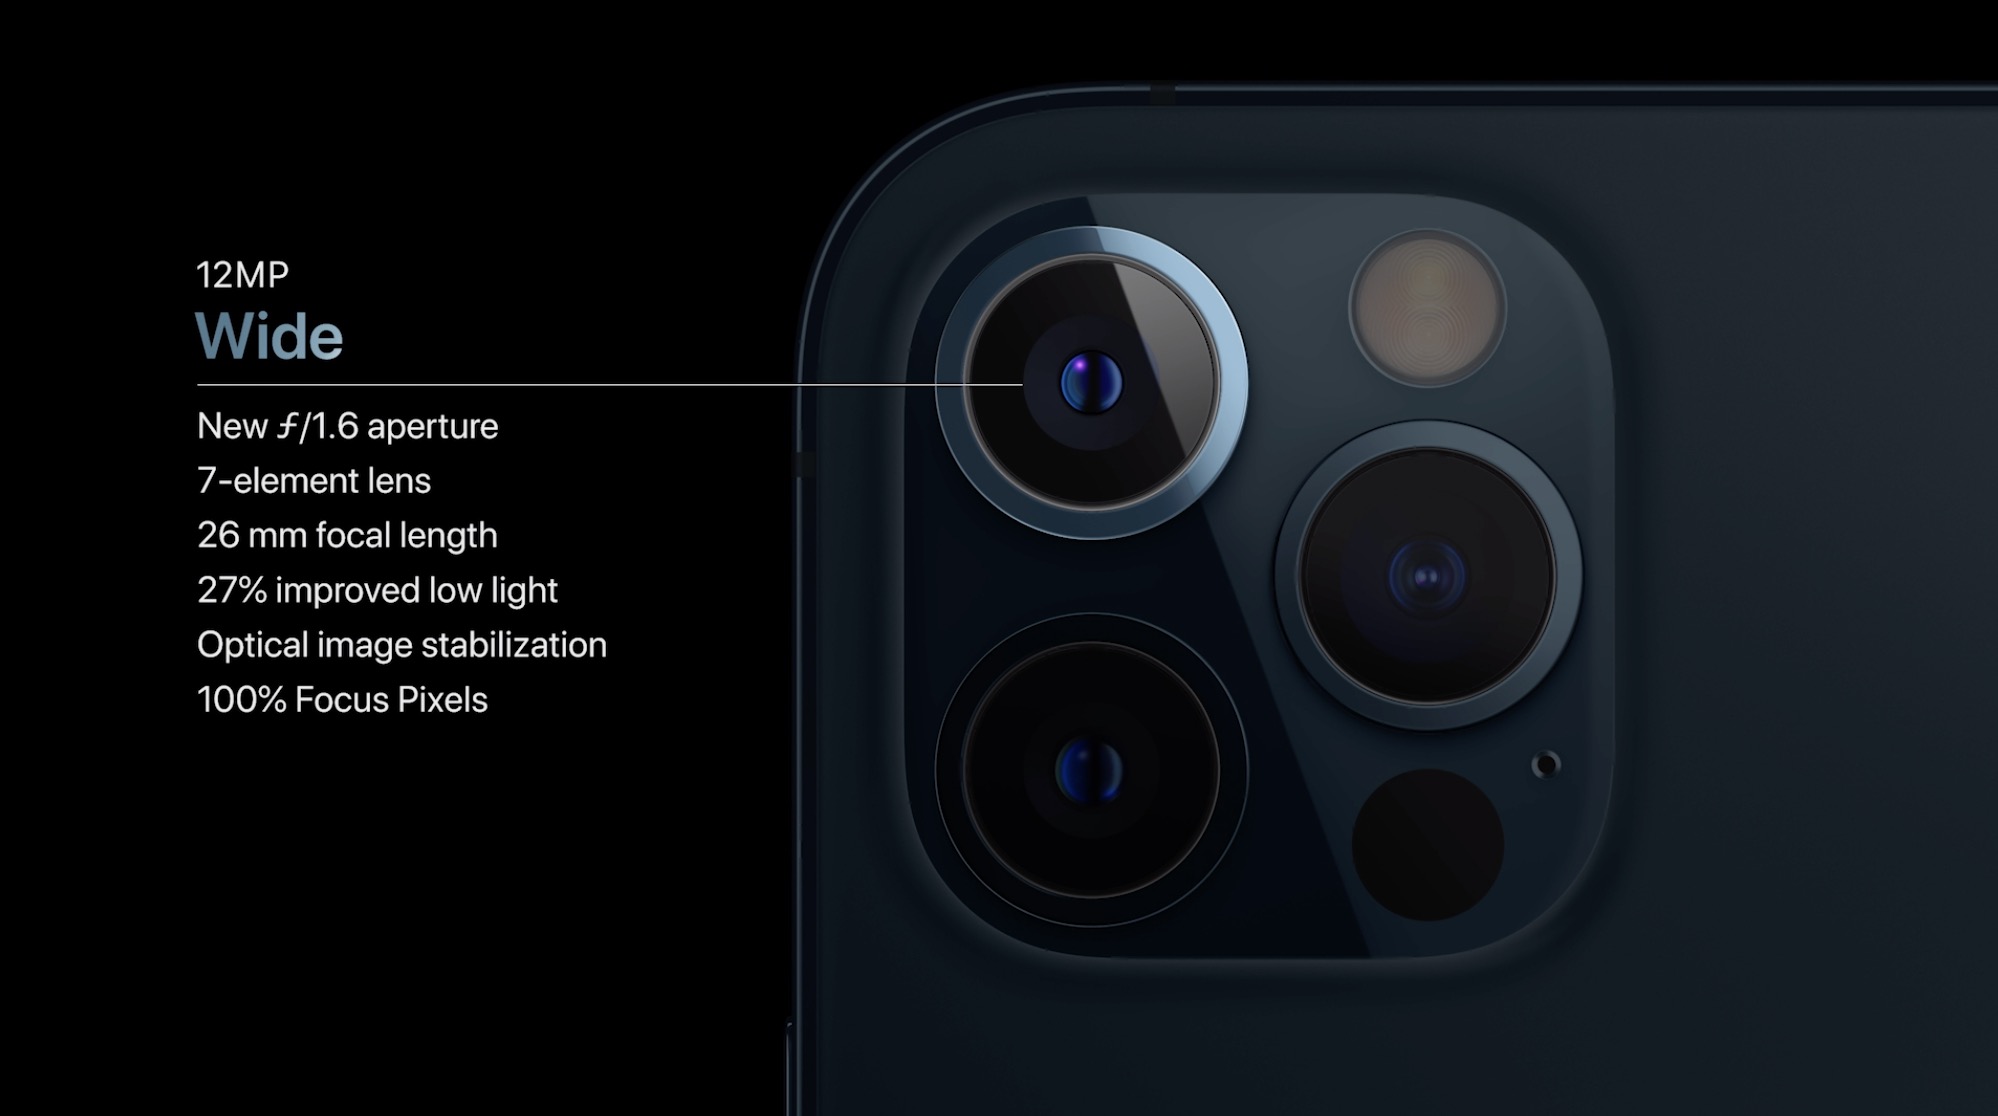 12MP
Wide
New ƒ/1.6 aperture
7-element lens
26 mm focal length
27% improved low light
Optical image stabilization
100% Focus Pixels